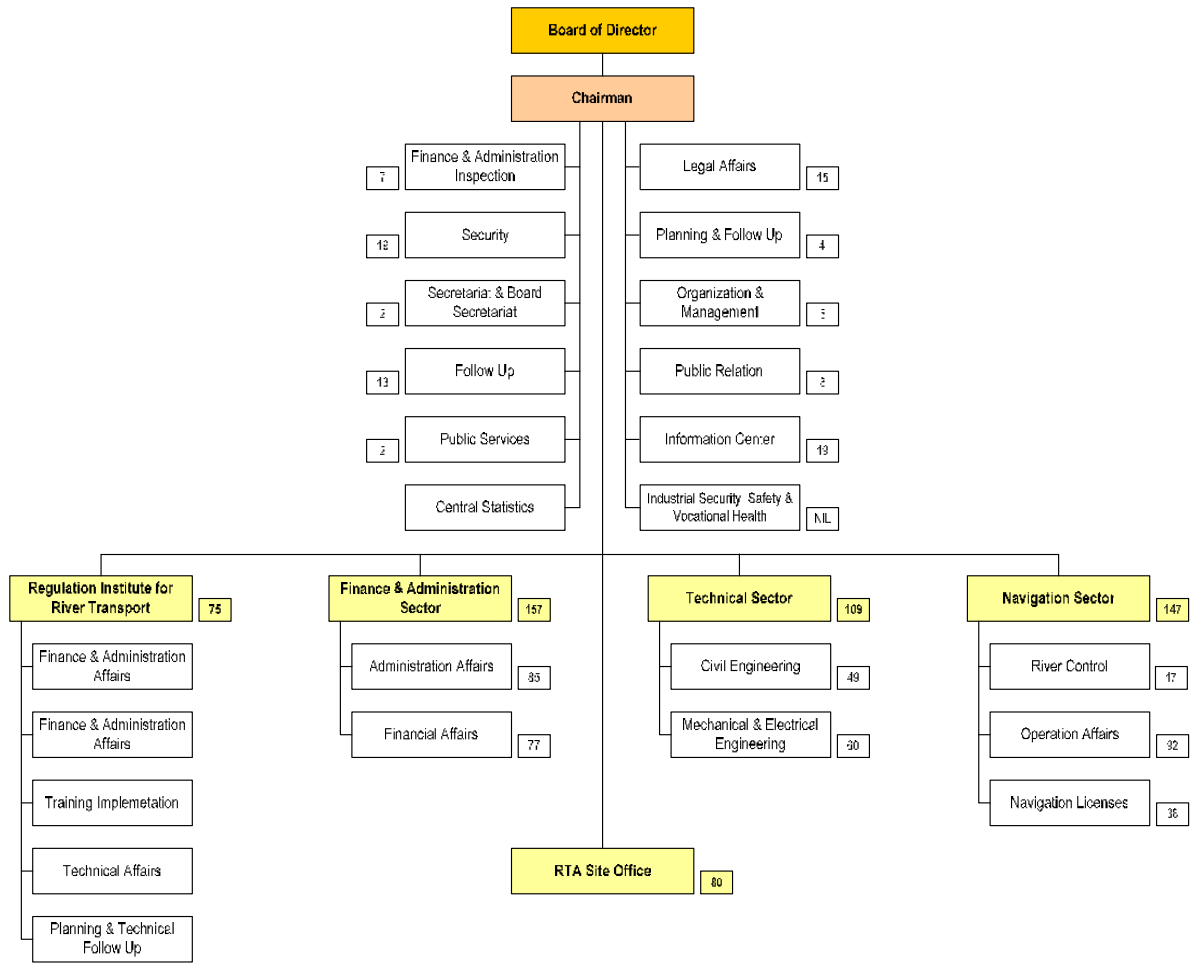 Board of Director
Chairman
Finance & Administration
Inspection
7
Legal Affairs
15
Security
Planning & Follow Up
4
Secretariat & Board
Secretariat
2
Organization &
Management
Follow Up
13
Public Relation
Public Services
2
Information Center
Central Statistics
Industrial Security Safety &
Vocational Health
NIL
Regulation Institute for
River Transport
75
Finance & Administration
Sector
157
Technical Sector
109
Navigation Sector
147
Finance & Administration
Affairs
Administration Affairs
Civil Engineering
49
River Control
17
Finance & Administration
Affairs
Financial Affairs
77
Mechanical & Electrical
Engineering
60
Operation Affairs
92
Training Implemetation
Navigation Licenses
38
Technical Affairs
RTA Site Office
80
Planning & Technical
Follow Up